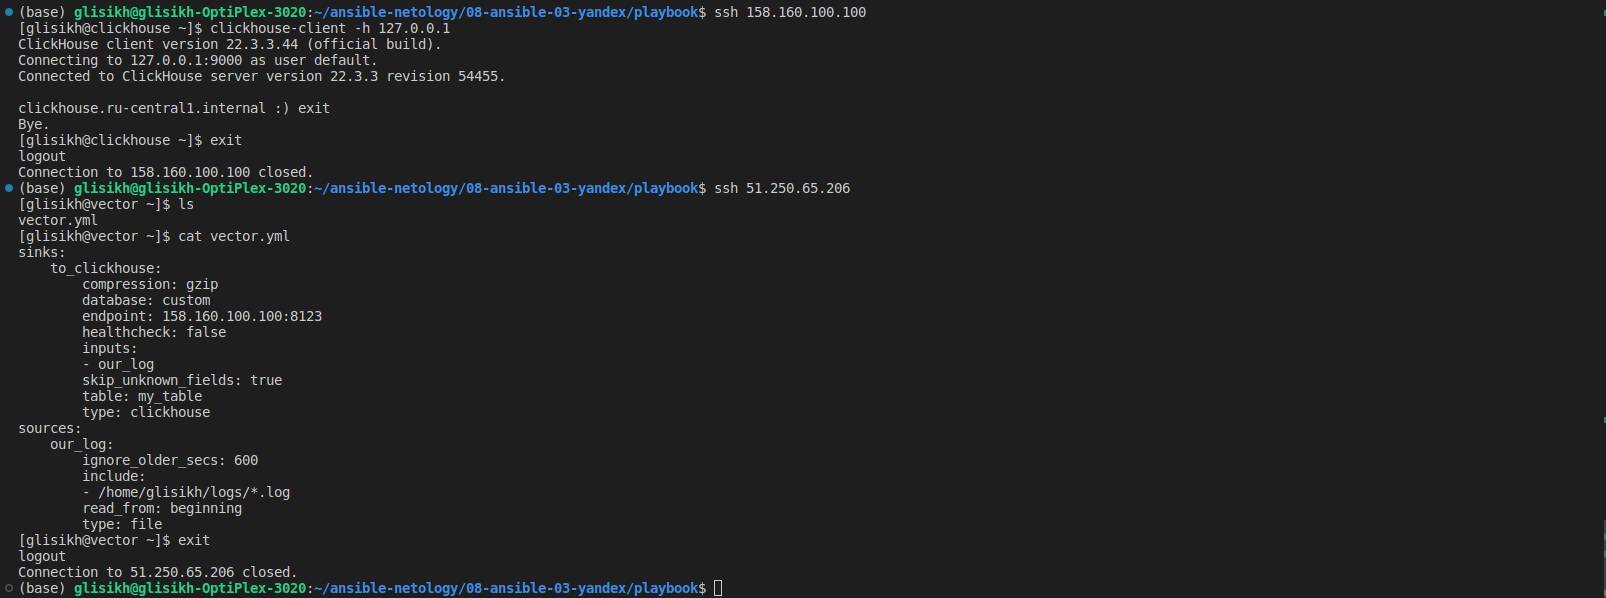 (base) glisikh@glisikh-OptiPlex-3020:~/ansible-netology/08-ansible-03-yandex/playbook$ ssh 158.160.100.100
[glisikh@clickhouse ~]$ clickhouse-client -h 127.0.0.1
ClickHouse client version 22.3.3.44 (official build).
Connecting to 127.0.0.1:9000 as user default.
Connected to ClickHouse server version 22.3.3 revision 54455.

clickhouse.ru-central1.internal :) exit
Bye.
[glisikh@clickhouse ~]$ exit
logout
Connection to 158.160.100.100 closed.
(base) glisikh@glisikh-OptiPlex-3020:~/ansible-netology/08-ansible-03-yandex/playbook$ ssh 51.250.65.206
[glisikh@vector ~]$ ls
vector.yml
[glisikh@vector ~]$ cat vector.yml
sinks:
    to_clickhouse:
        compression: gzip
        database: custom
        endpoint: 158.160.100.100:8123
        healthcheck: false
        inputs:
        - our_log
        skip_unknown_fields: true
        table: my_table
        type: clickhouse
sources:
    our_log:
        ignore_older_secs: 600
        include:
        - /home/glisikh/logs/*.log
        read_from: beginning
        type: file
[glisikh@vector ~]$ exit
logout
Connection to 51.250.65.206 closed.
(base) glisikh@glisikh-OptiPlex-3020:~/ansible-netology/08-ansible-03-yandex/playbook$